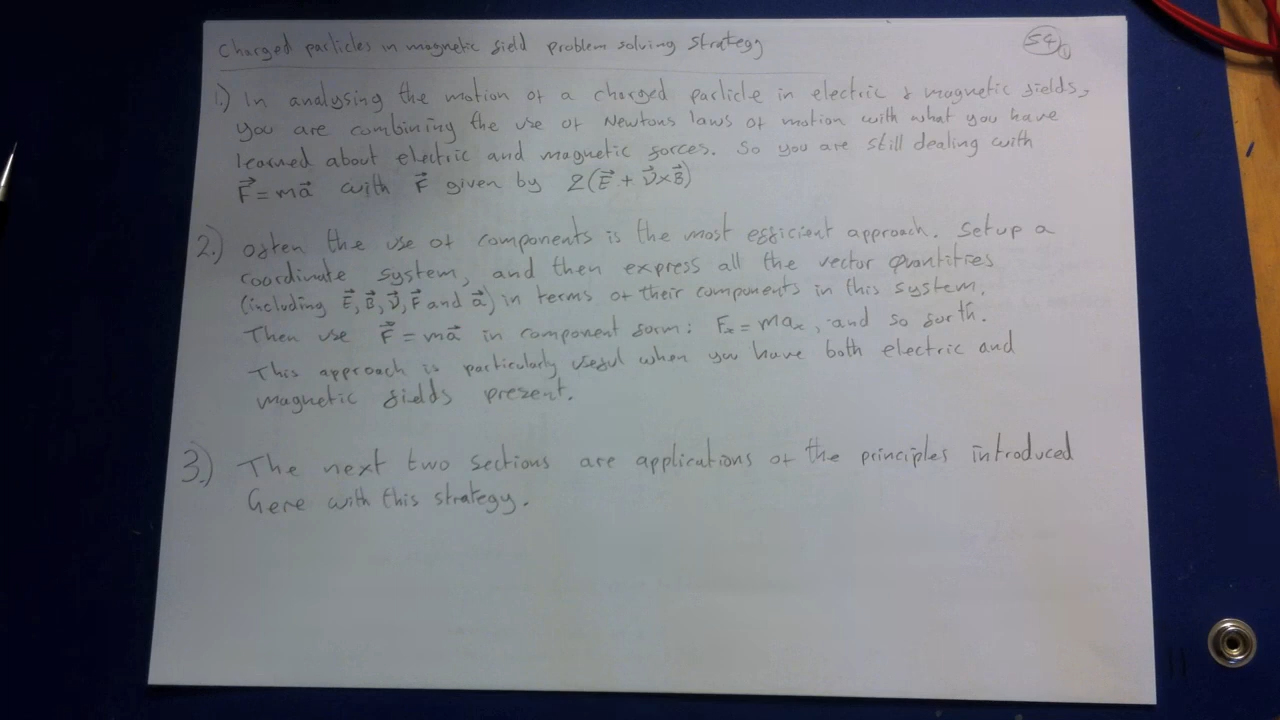 Charged particles in magnetic field problem solving strategy
54 1
1.) In analysing the motion of a charged particle in electric & magnetic fields,
you are combining the use of Newtons laws of motion with what you have
learned about electric and magnetic forces. So you are still dealing with
F⃗ = ma⃗ with F⃗ given by q(E⃗ + v⃗×B⃗)
2.) Often the use of components is the most efficient approach. Setup a
coordinate system, and then express all the vector quantities
(including E⃗, B⃗, v⃗, F⃗ and a⃗) in terms of their components in this system.
Then use F⃗ = ma⃗ in component form: Fₓ = maₓ, and so forth.
This approach is particularly useful when you have both electric and
magnetic fields present.
3.) The next two sections are applications of the principles introduced
here with this strategy.